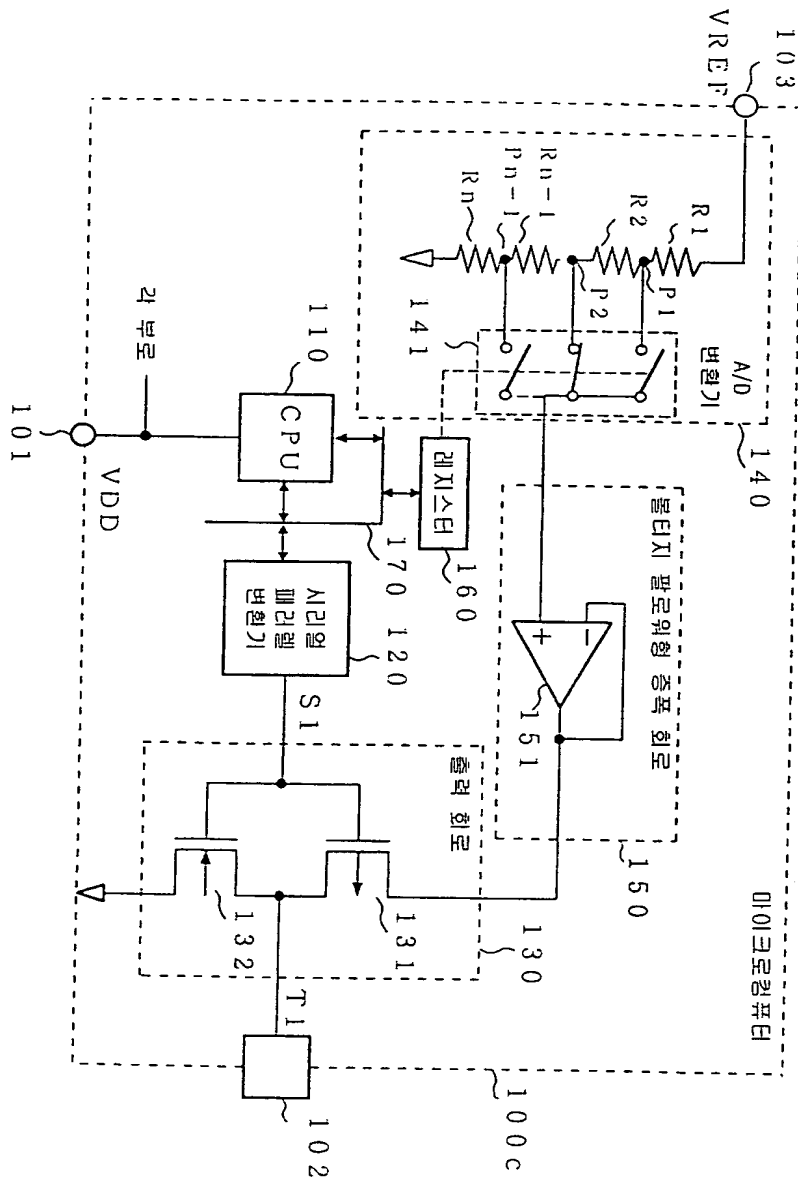 마이크로컴퓨터
103
VREF
A/D
변환기
140
볼티지 팔로워형 증폭 회로
150
R1
P1
R2
P2
Rn-1
Pn-1
Rn
141
+
-
151
레지스터
160
170
110
CPU
각 부로
101
VDD
시리얼
패러렐
변환기
120
S1
출력 회로
130
131
132
T1
102
100c